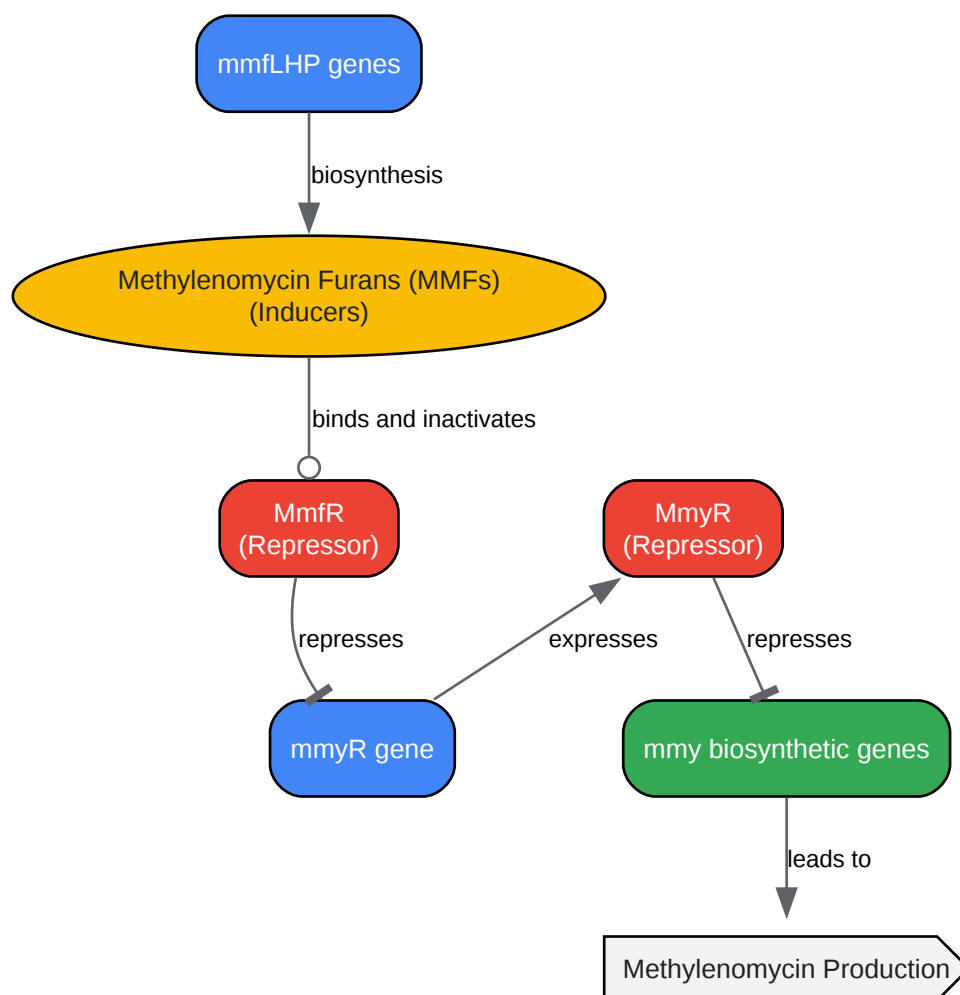 mmfLHP genes
biosynthesis
Methylenomycin Furans (MMFs)
(Inducers)
binds and inactivates
MmfR
(Repressor)
MmyR
(Repressor)
represses
expresses
represses
mmyR gene
mmy biosynthetic genes
leads to
Methylenomycin Production